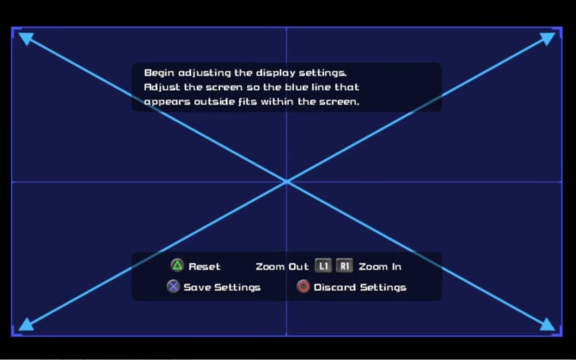 Begin adjusting the display settings.
Adjust the screen so the blue line that
appears outside fits within the screen.
Reset Zoom Out L1 R1 Zoom In
Save Settings Discard Settings